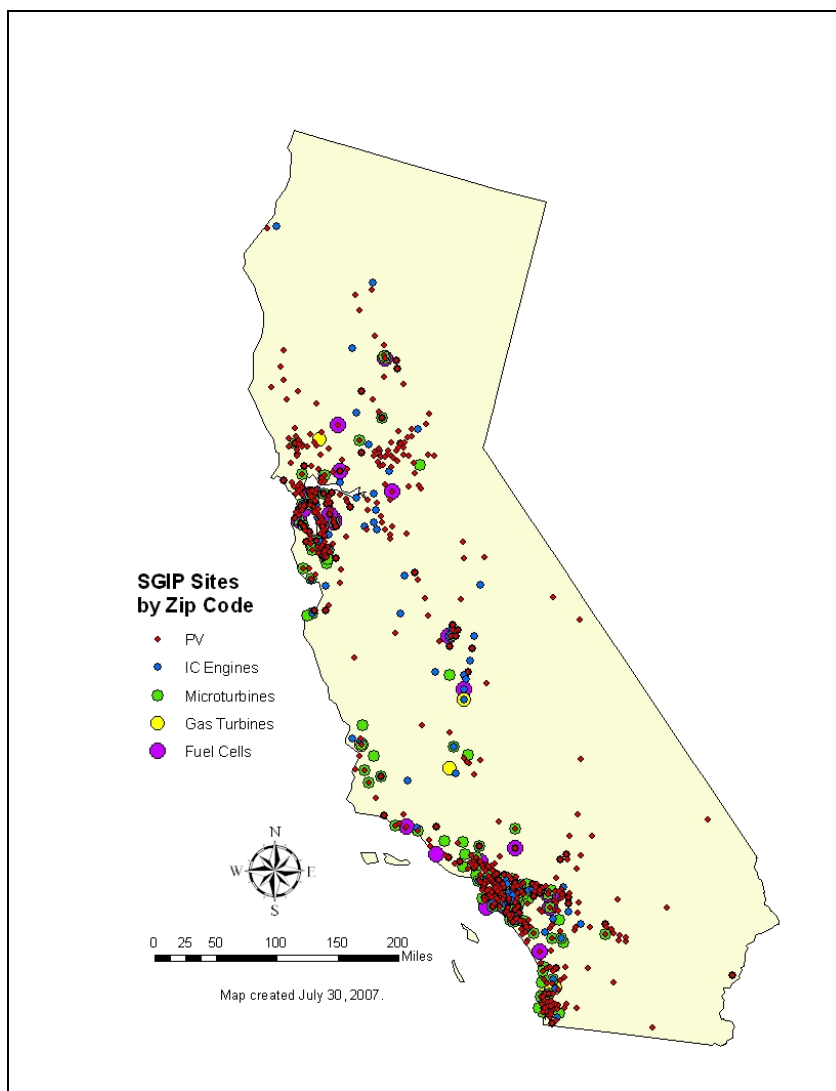 SGIP Sites
by Zip Code
PV
IC Engines
Microturbines
Gas Turbines
Fuel Cells
N
W E
S
0 25 50 100 150 200
Miles
Map created July 30, 2007.